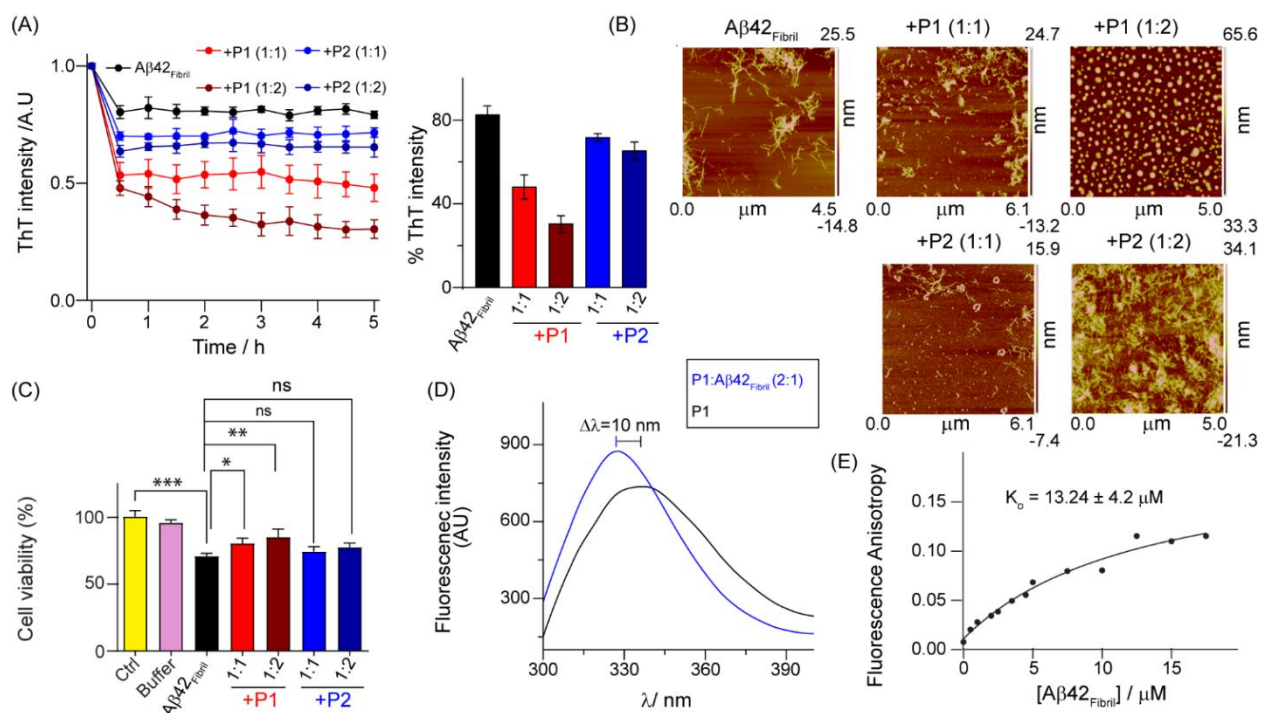 (A)
+P1 (1:1)
+P2 (1:1)
Aβ42Fibril
+P1 (1:2)
+P2 (1:2)
ThT intensity /A.U
1.0
0.5
0.0
0
1
2
3
4
5
Time / h
% ThT intensity
80
40
0
Aβ42Fibril
1:1
1:2
1:1
1:2
+P1
+P2
(B)
Aβ42Fibril
25.5
nm
0.0
μm
4.5
-14.8
+P1 (1:1)
24.7
nm
0.0
μm
6.1
-13.2
+P1 (1:2)
65.6
nm
0.0
μm
5.0
33.3
+P2 (1:1)
15.9
nm
0.0
μm
6.1
-7.4
+P2 (1:2)
34.1
nm
0.0
μm
5.0
-21.3
(C)
ns
ns
**
***
*
Cell viability (%)
100
50
0
Ctrl
Buffer
Aβ42Fibril
1:1
1:2
1:1
1:2
+P1
+P2
(D)
P1:Aβ42Fibril (2:1)
P1
Δλ=10 nm
Fluorescenec intensity
(AU)
900
600
300
300
330
360
390
λ/ nm
(E)
KD = 13.24 ± 4.2 μM
Fluorescence Anisotropy
0.15
0.10
0.05
0.00
0
5
10
15
[Aβ42Fibril] / μM